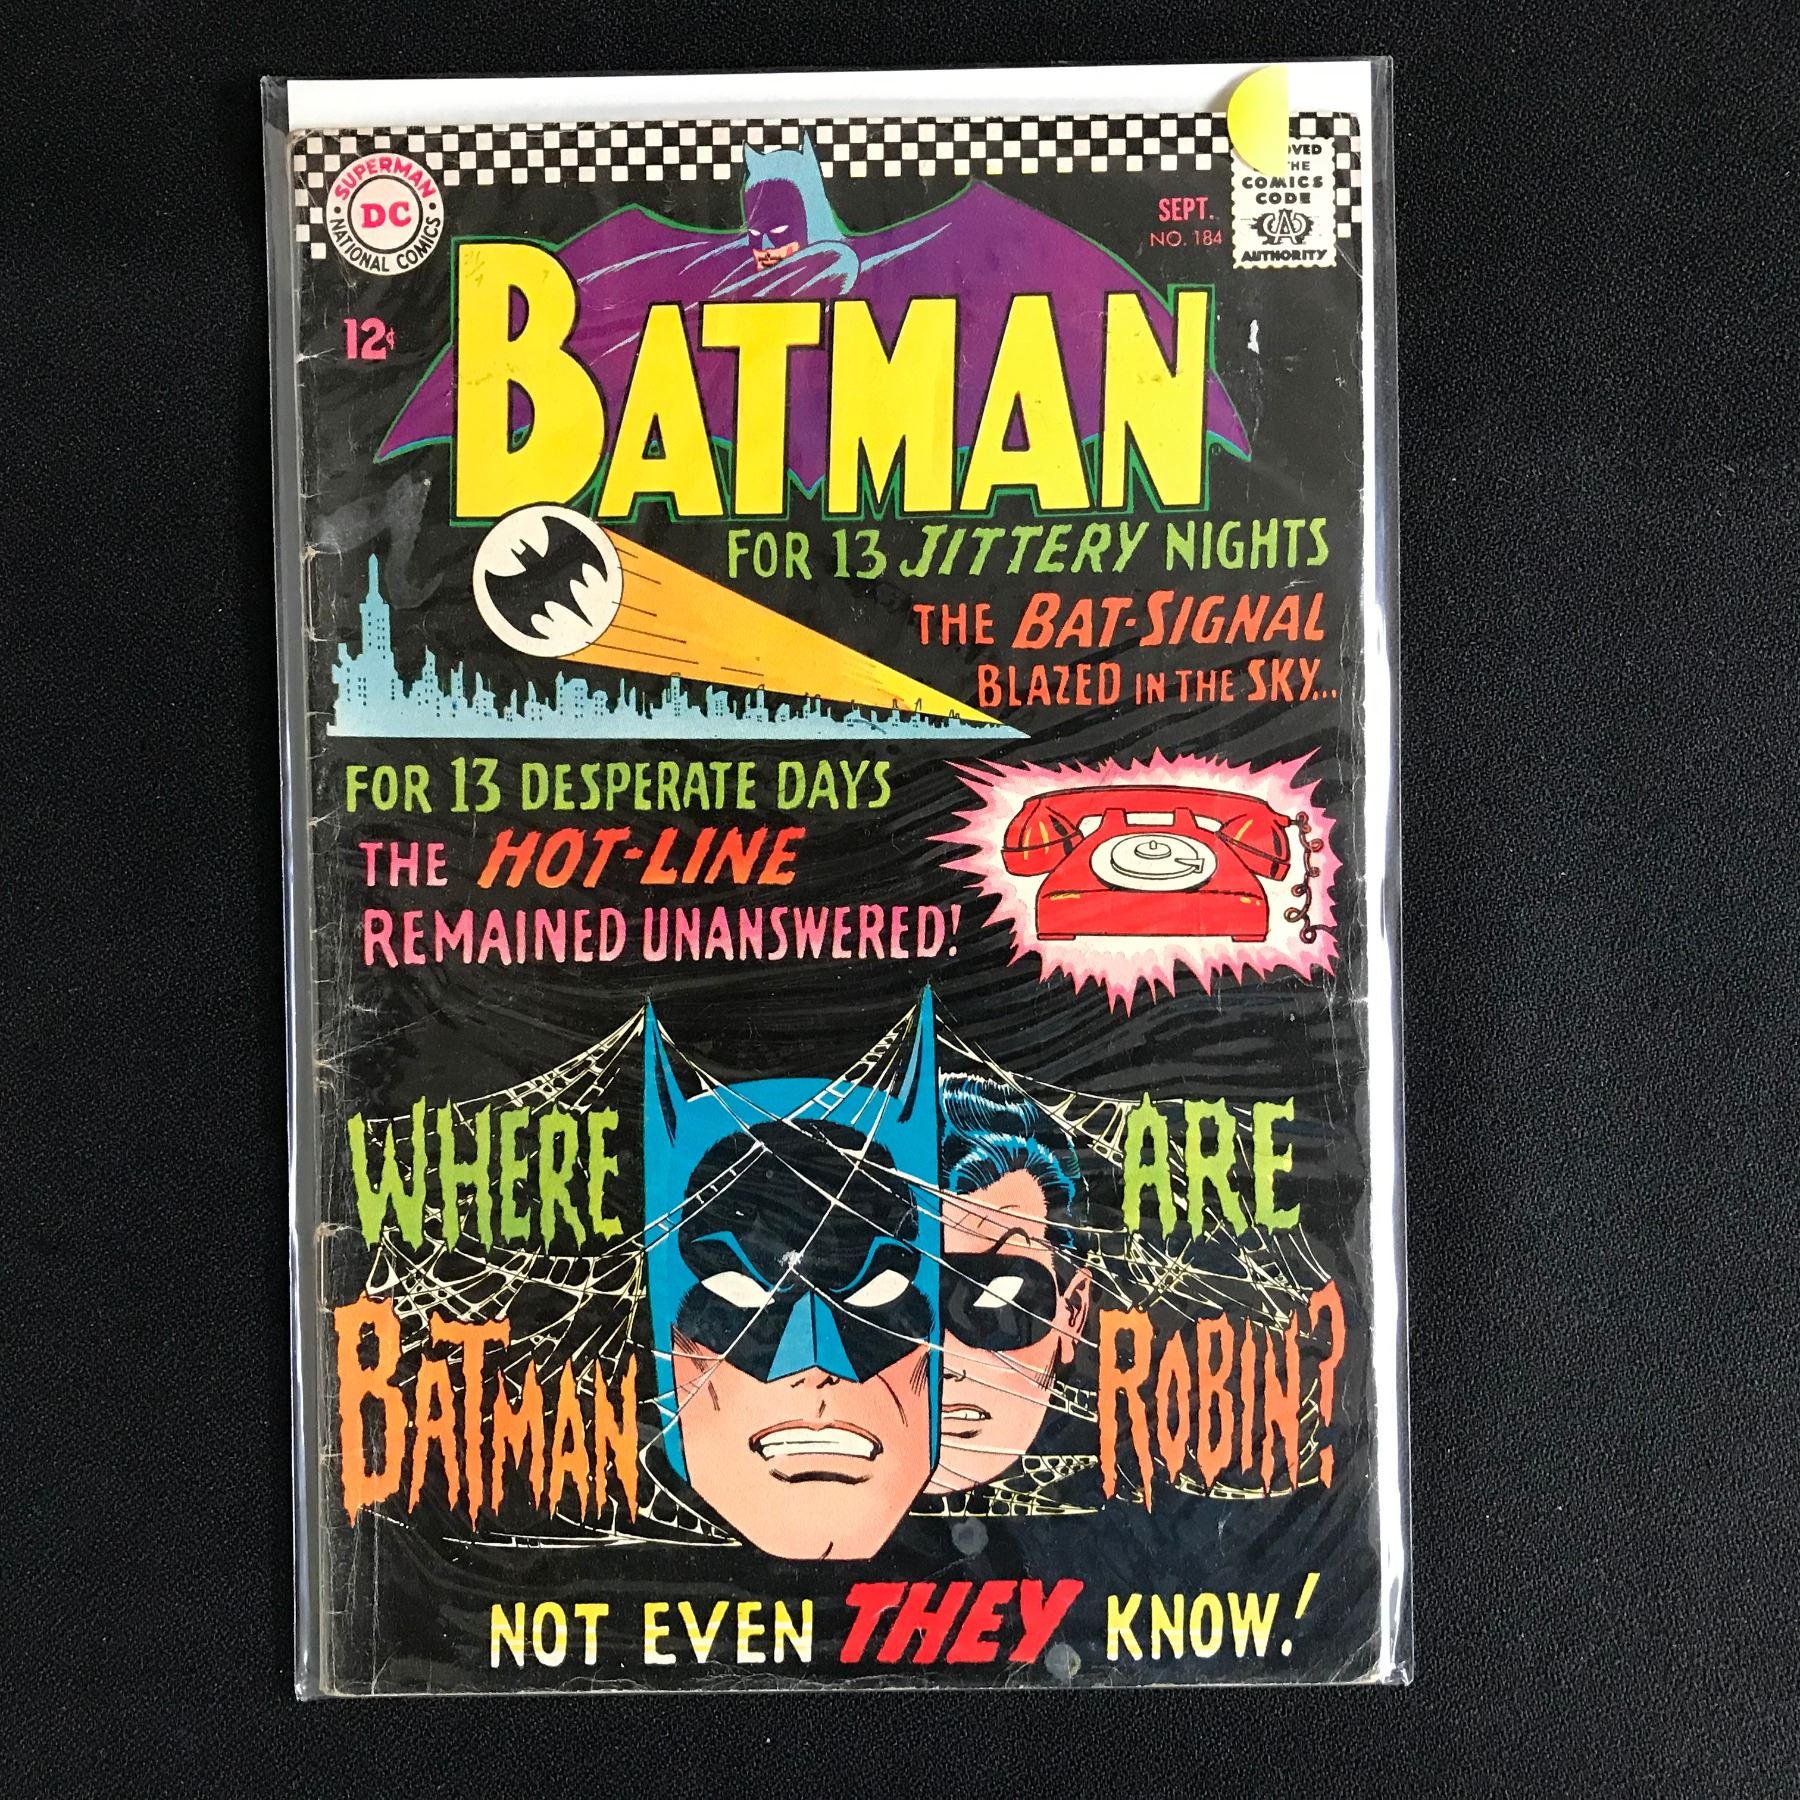 SUPERMAN
DC
NATIONAL COMICS
SEPT.
NO. 184
COMICS
CODE
AUTHORITY
12¢
BATMAN
FOR 13 JITTERY NIGHTS
THE BAT-SIGNAL
BLAZED IN THE SKY...
FOR 13 DESPERATE DAYS
THE HOT-LINE
REMAINED UNANSWERED!
WHERE ARE
BATMAN ROBIN?
NOT EVEN THEY KNOW!